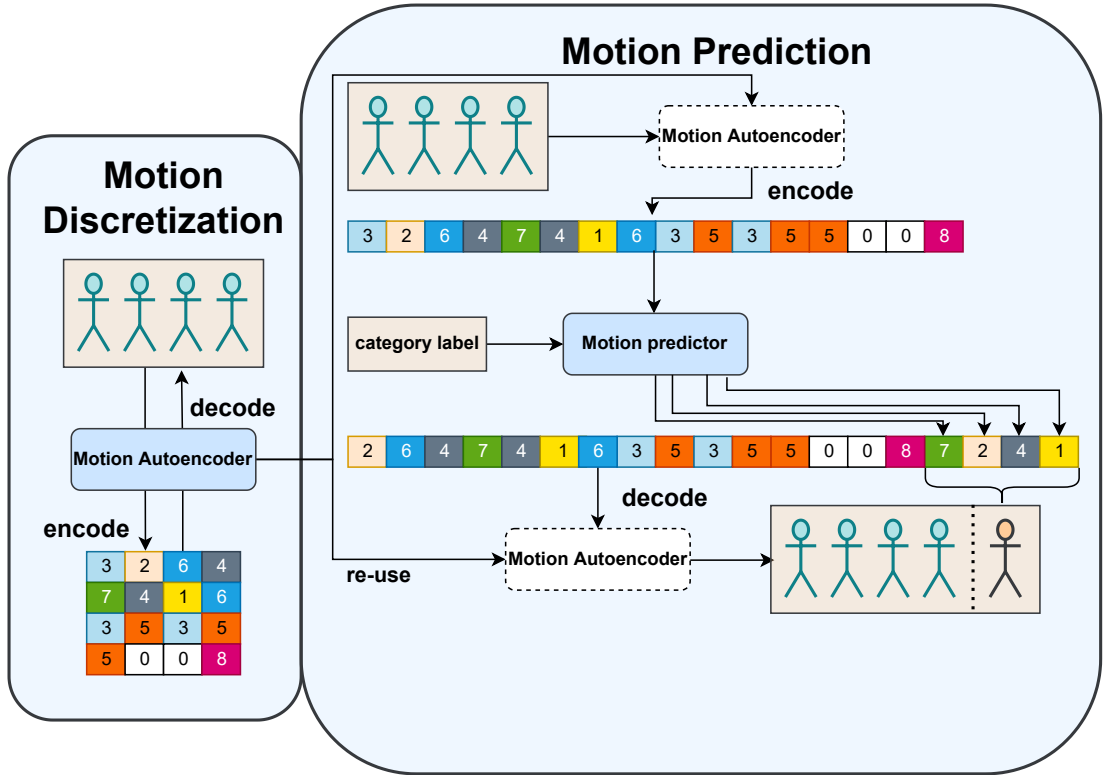 Motion
Discretization
decode
Motion Autoencoder
encode
3 2 6 4
7 4 1 6
3 5 3 5
5 0 0 8
Motion Prediction
Motion Autoencoder
encode
3 2 6 4 7 4 1 6 3 5 3 5 5 0 0 8
category label
Motion predictor
2 6 4 7 4 1 6 3 5 3 5 5 0 0 8 7 2 4 1
decode
Motion Autoencoder
re-use